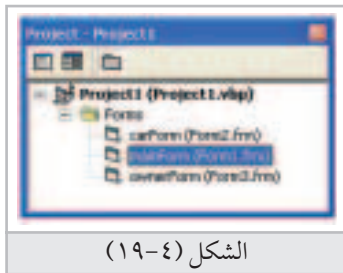 Project - Project1
Project1 (Project1.vbp)
Forms
carForm (Form2.frm)
mainForm (Form1.frm)
ownerForm (Form3.frm)
الشكل (٤-١٩)